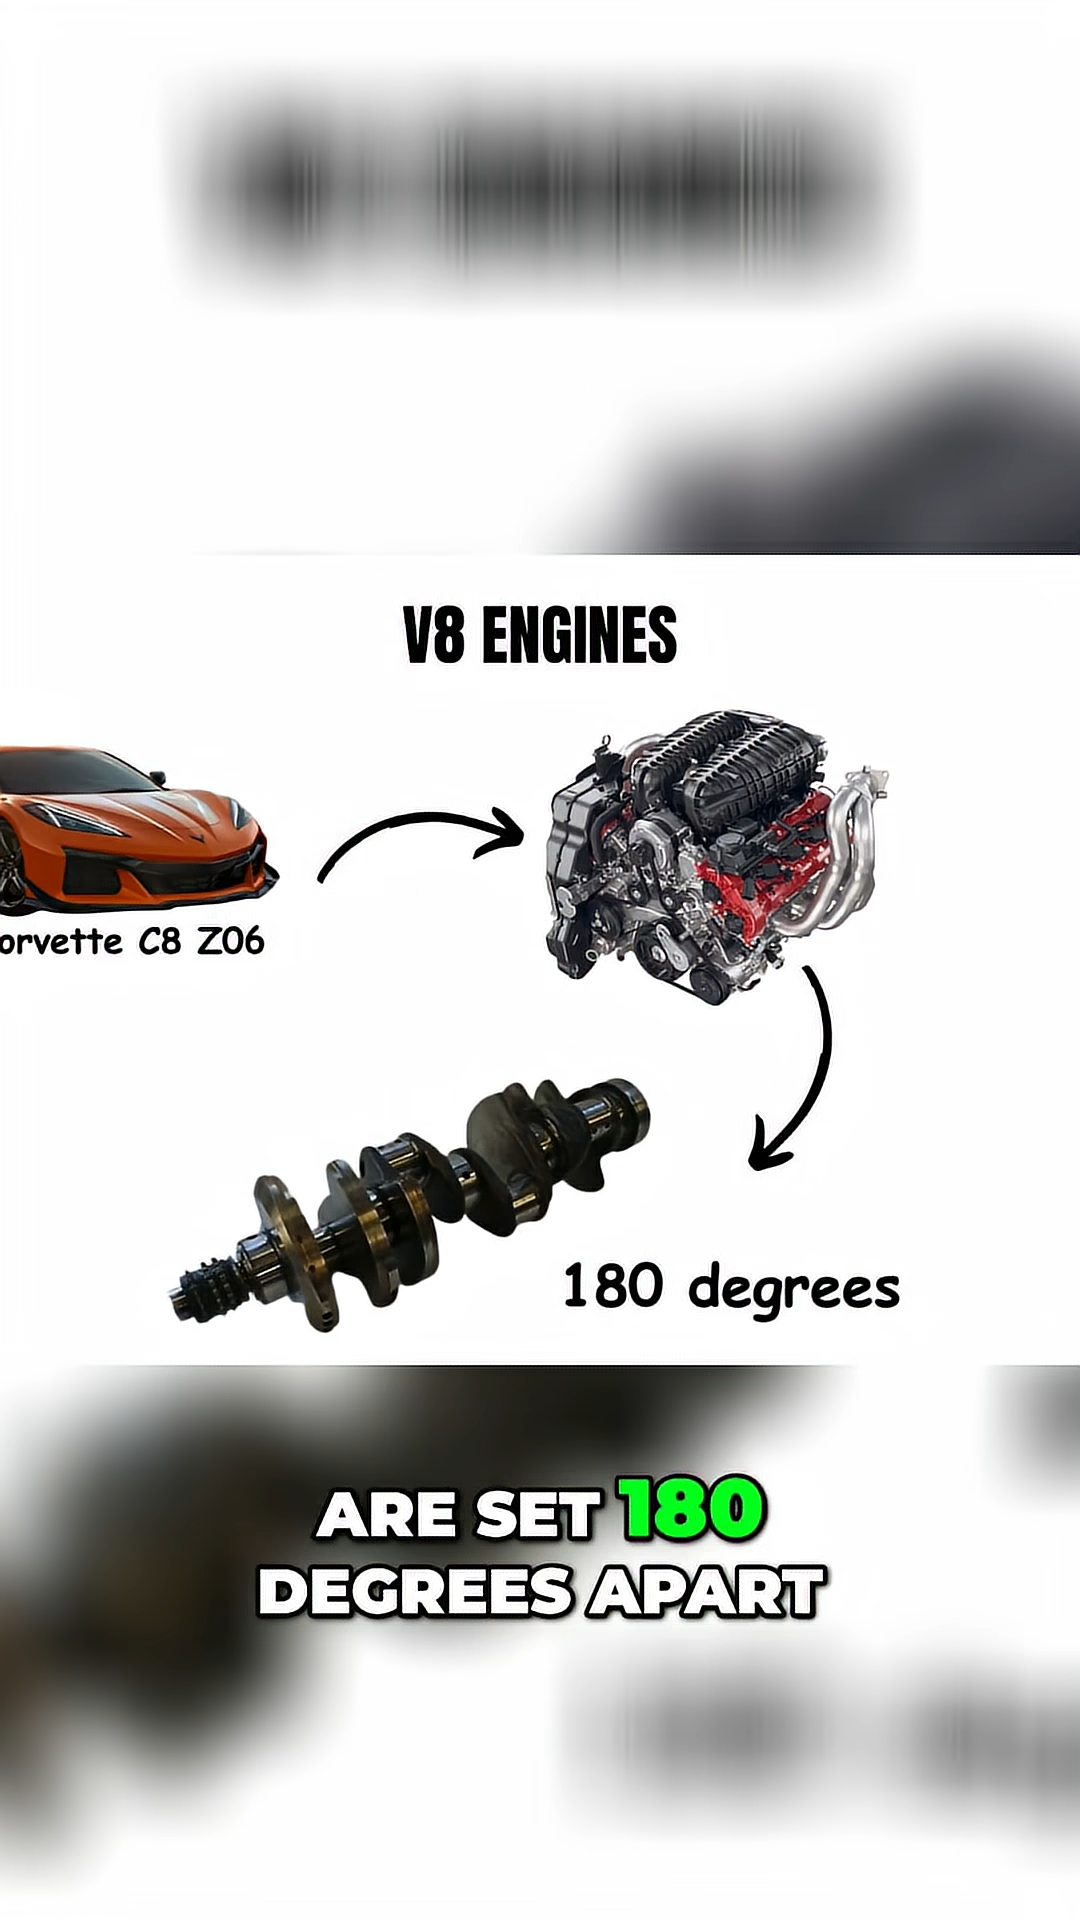 V8 ENGINES
orvette C8 Z06
180 degrees
ARE SET 180
DEGREES APART